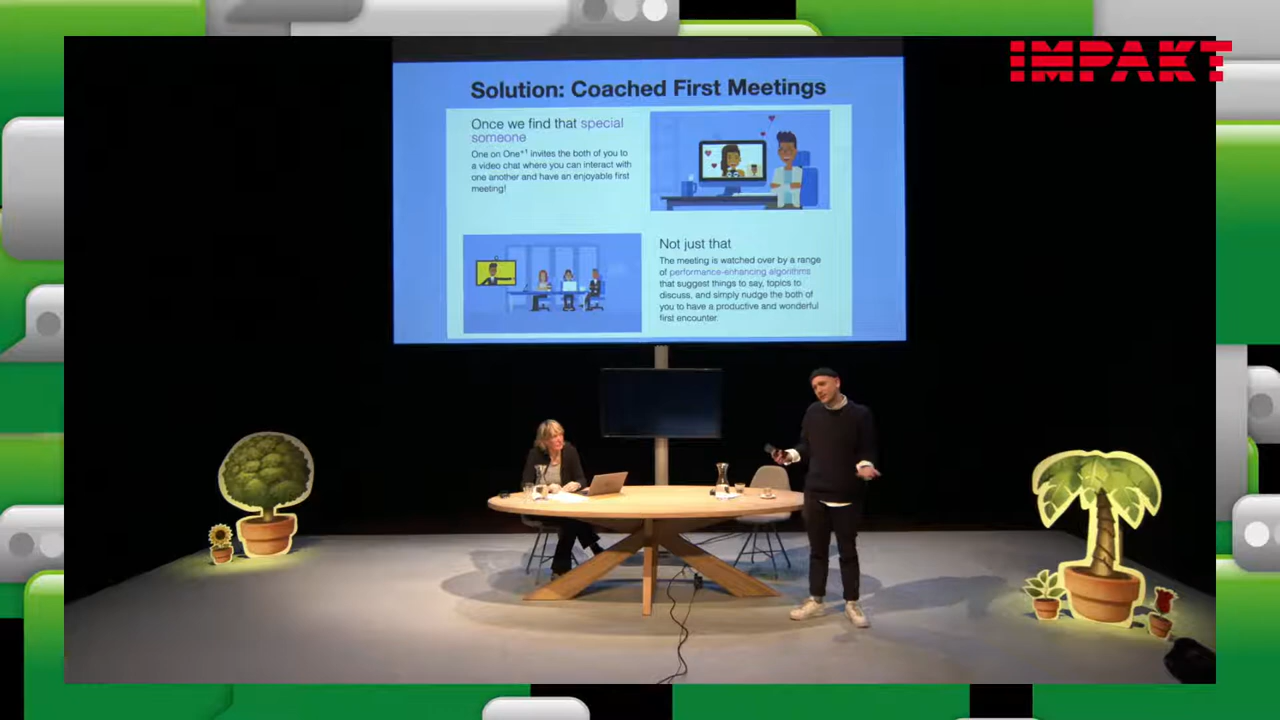 IMPAKT
Solution: Coached First Meetings
Once we find that special
someone
One on One*¹ invites the both of you to
a video chat where you can interact with
one another and have an enjoyable first
meeting!
Not just that
The meeting is watched over by a range
of performance-enhancing algorithms
that suggest things to say, topics to
discuss, and simply nudge the both of
you to have a productive and wonderful
first encounter.